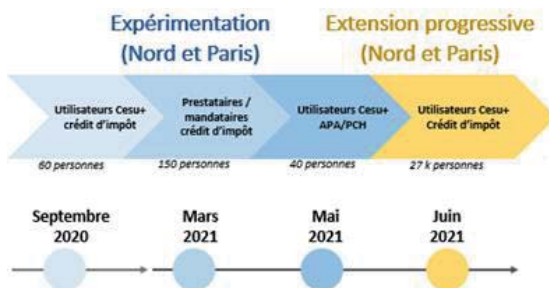 Expérimentation
(Nord et Paris)
Extension progressive
(Nord et Paris)
Utilisateurs Cesu+
crédit d'impôt
Prestataires /
mandataires
crédit d'impôt
Utilisateurs Cesu+
APA/PCH
Utilisateurs Cesu+
Crédit d'impôt
60 personnes
150 personnes
40 personnes
27 k personnes
Septembre
2020
Mars
2021
Mai
2021
Juin
2021